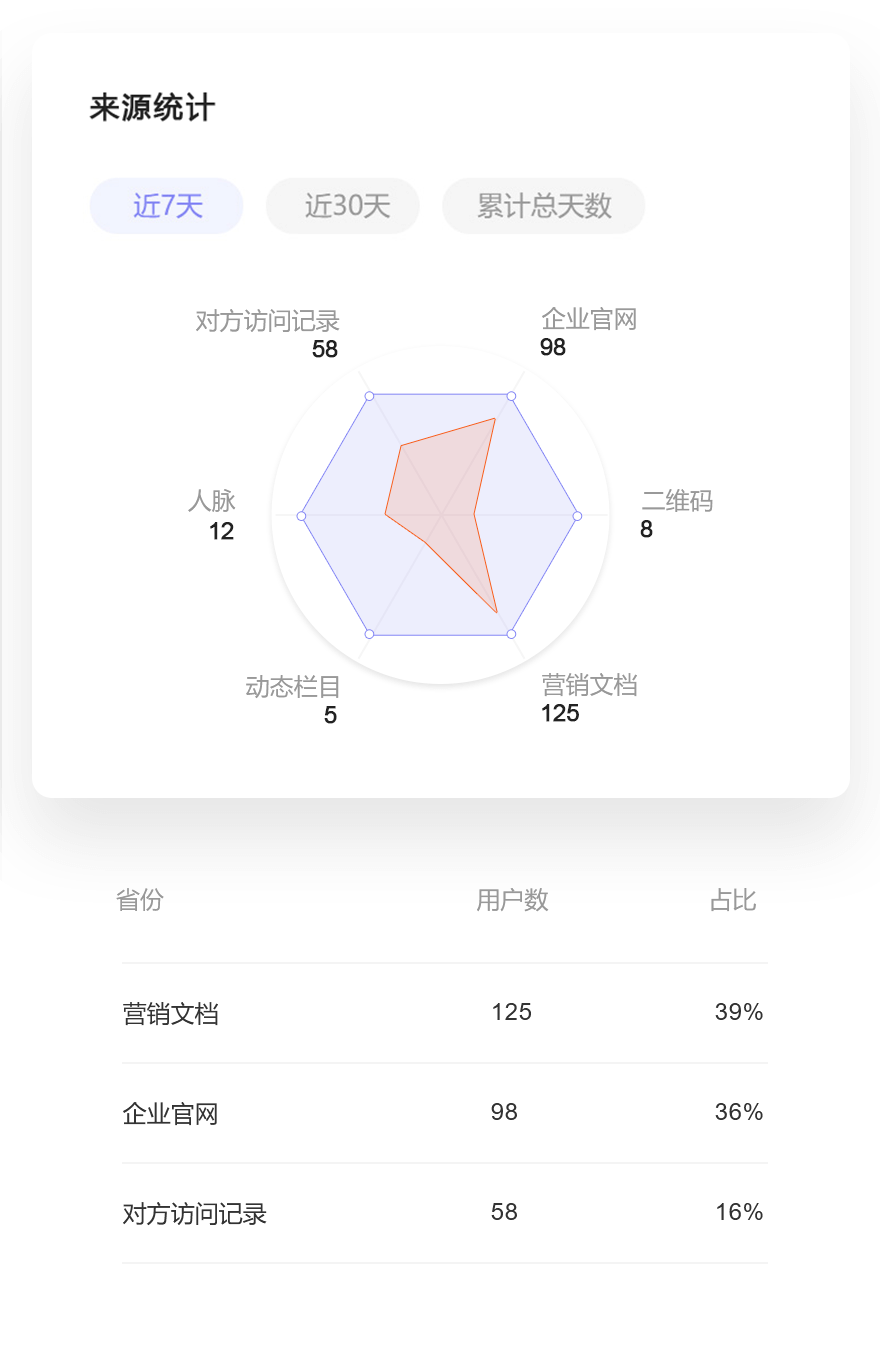 来源统计
近7天 近30天 累计总天数
对方访问记录 企业官网
58 98
人脉 二维码
12 8
动态栏目 营销文档
5 125
省份 用户数 占比
营销文档 125 39%
企业官网 98 36%
对方访问记录 58 16%